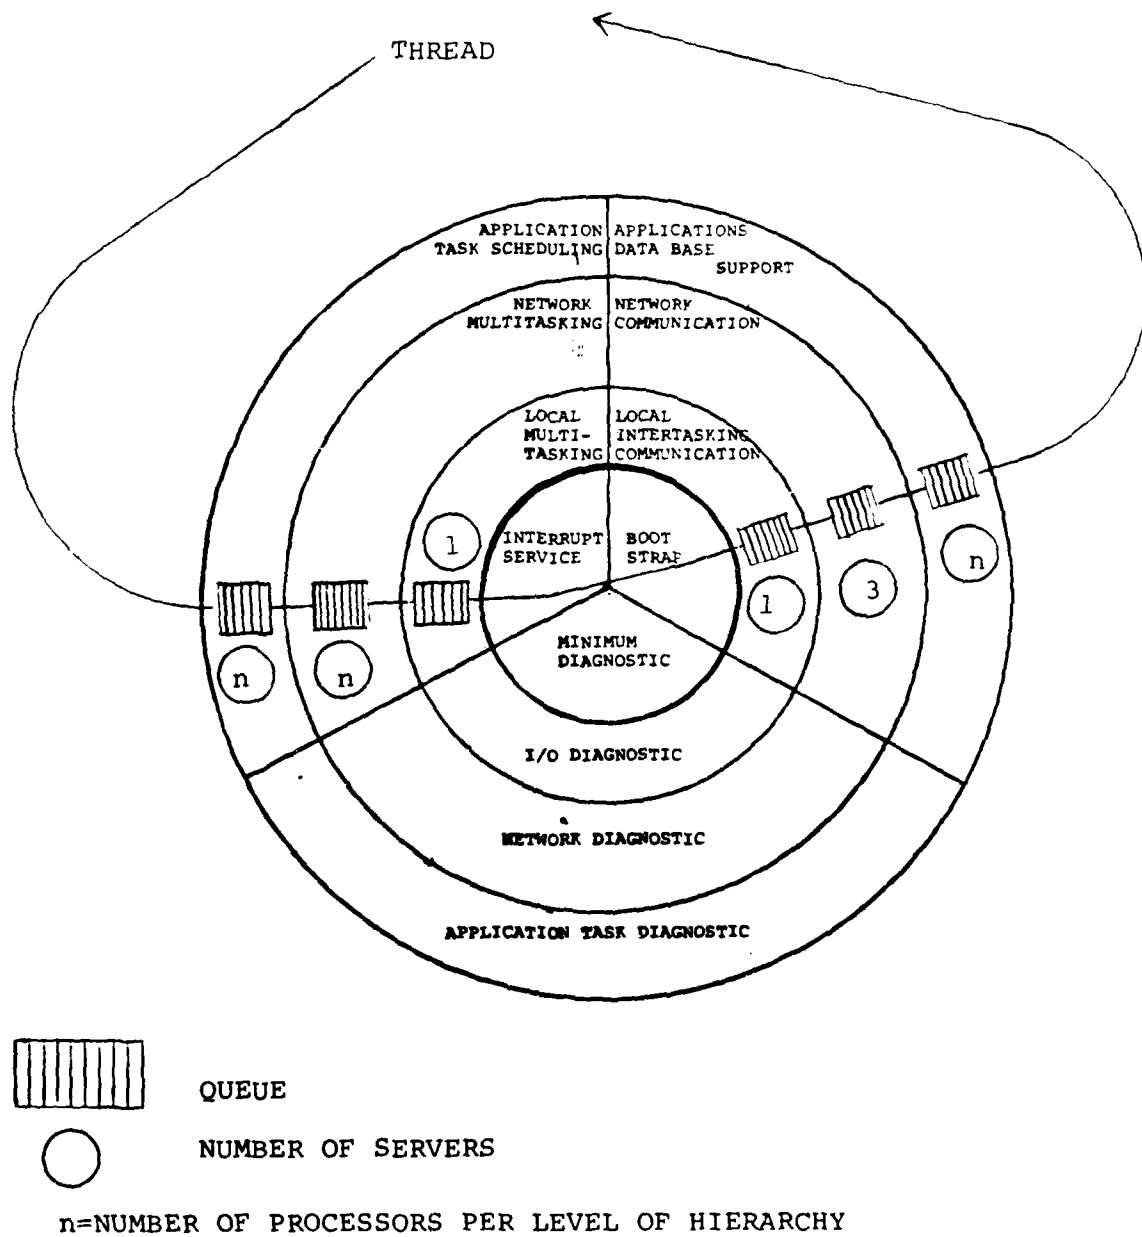 THREAD
APPLICATION
TASK SCHEDULING
APPLICATIONS
DATA BASE
SUPPORT
NETWORK
MULTITASKING
NETWORK
COMMUNICATION
LOCAL
MULTI-
TASKING
LOCAL
INTERTASKING
COMMUNICATION
INTERRUPT
SERVICE
BOOT
STRAP
1
n
n
1
3
n
MINIMUM
DIAGNOSTIC
I/O DIAGNOSTIC
NETWORK DIAGNOSTIC
APPLICATION TASK DIAGNOSTIC
QUEUE
NUMBER OF SERVERS
n=NUMBER OF PROCESSORS PER LEVEL OF HIERARCHY